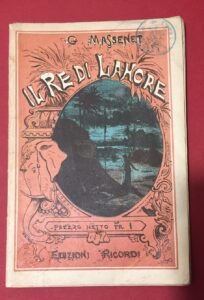 G. MASSENET
IL RE DI LAHORE
PREZZO NETTO FR. 1
EDIZIONI RICORDI